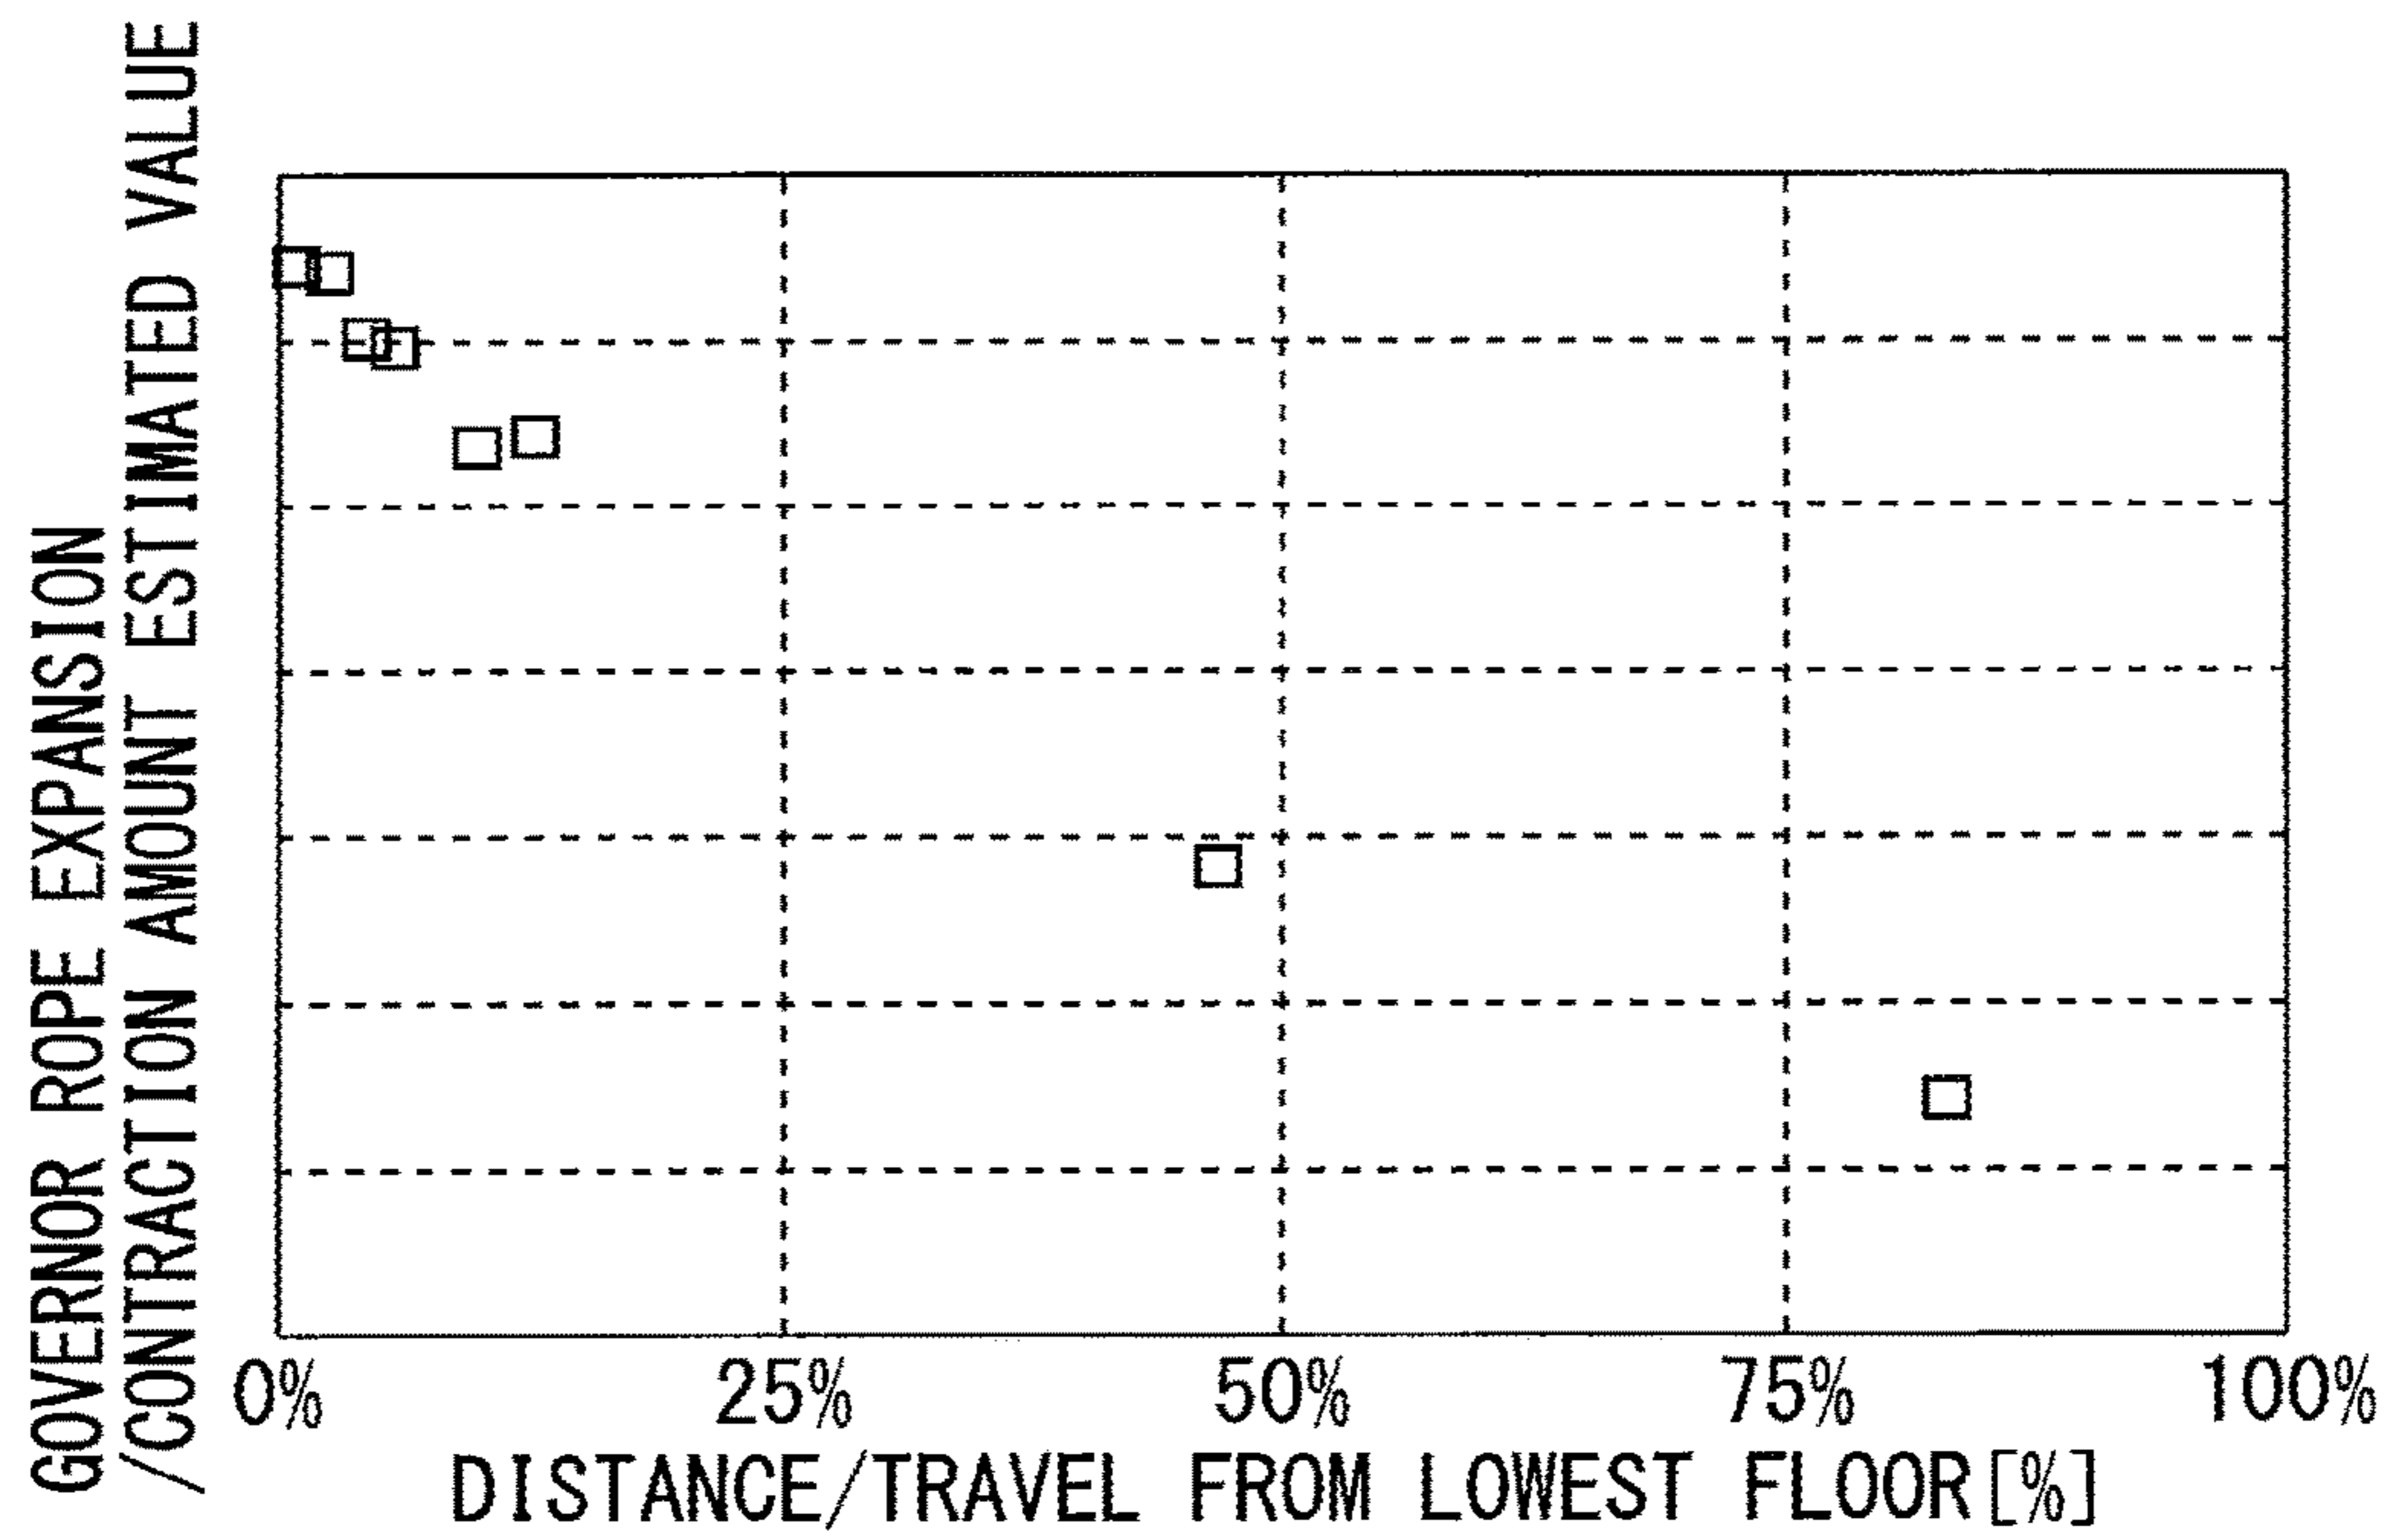 GOVERNOR ROPE EXPANSION
/CONTRACTION AMOUNT ESTIMATED VALUE
0%
25%
50%
75%
100%
DISTANCE/TRAVEL FROM LOWEST FLOOR[%]